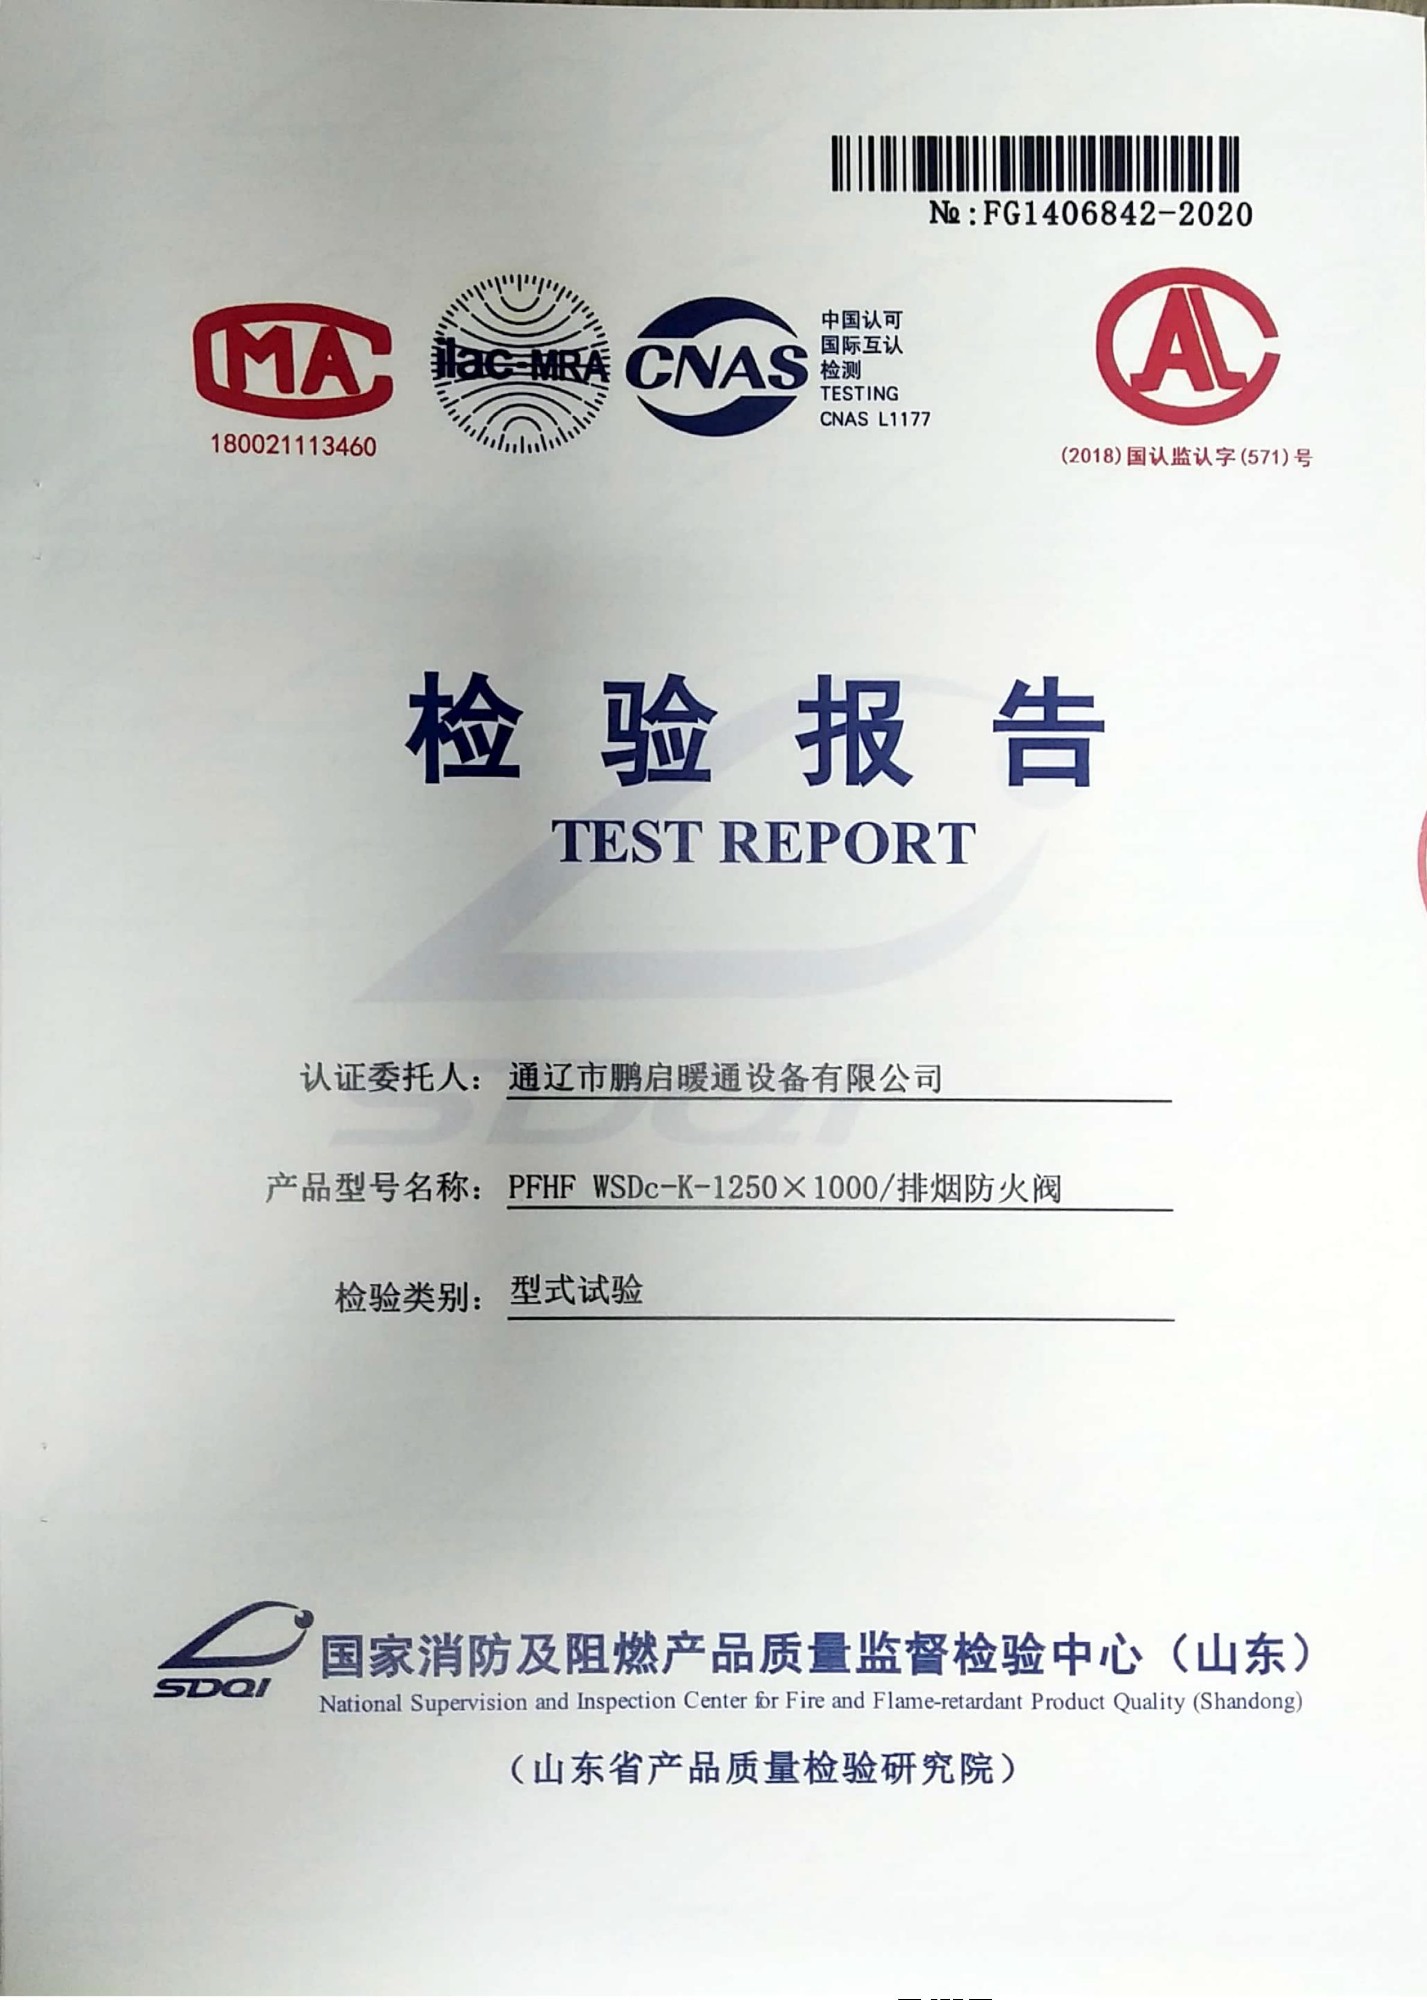 №:FG1406842-2020
MA
180021113460
ilac-MRA
CNAS
中国认可
国际互认
检测
TESTING
CNAS L1177
AL
(2018)国认监认字(571)号
检验报告
TEST REPORT
认证委托人：通辽市鹏启暖通设备有限公司
SDQI
产品型号名称：PFHF WSDc-K-1250×1000/排烟防火阀
检验类别：型式试验
SDQI
国家消防及阻燃产品质量监督检验中心（山东）
National Supervision and Inspection Center for Fire and Flame-retardant Product Quality (Shandong)
（山东省产品质量检验研究院）